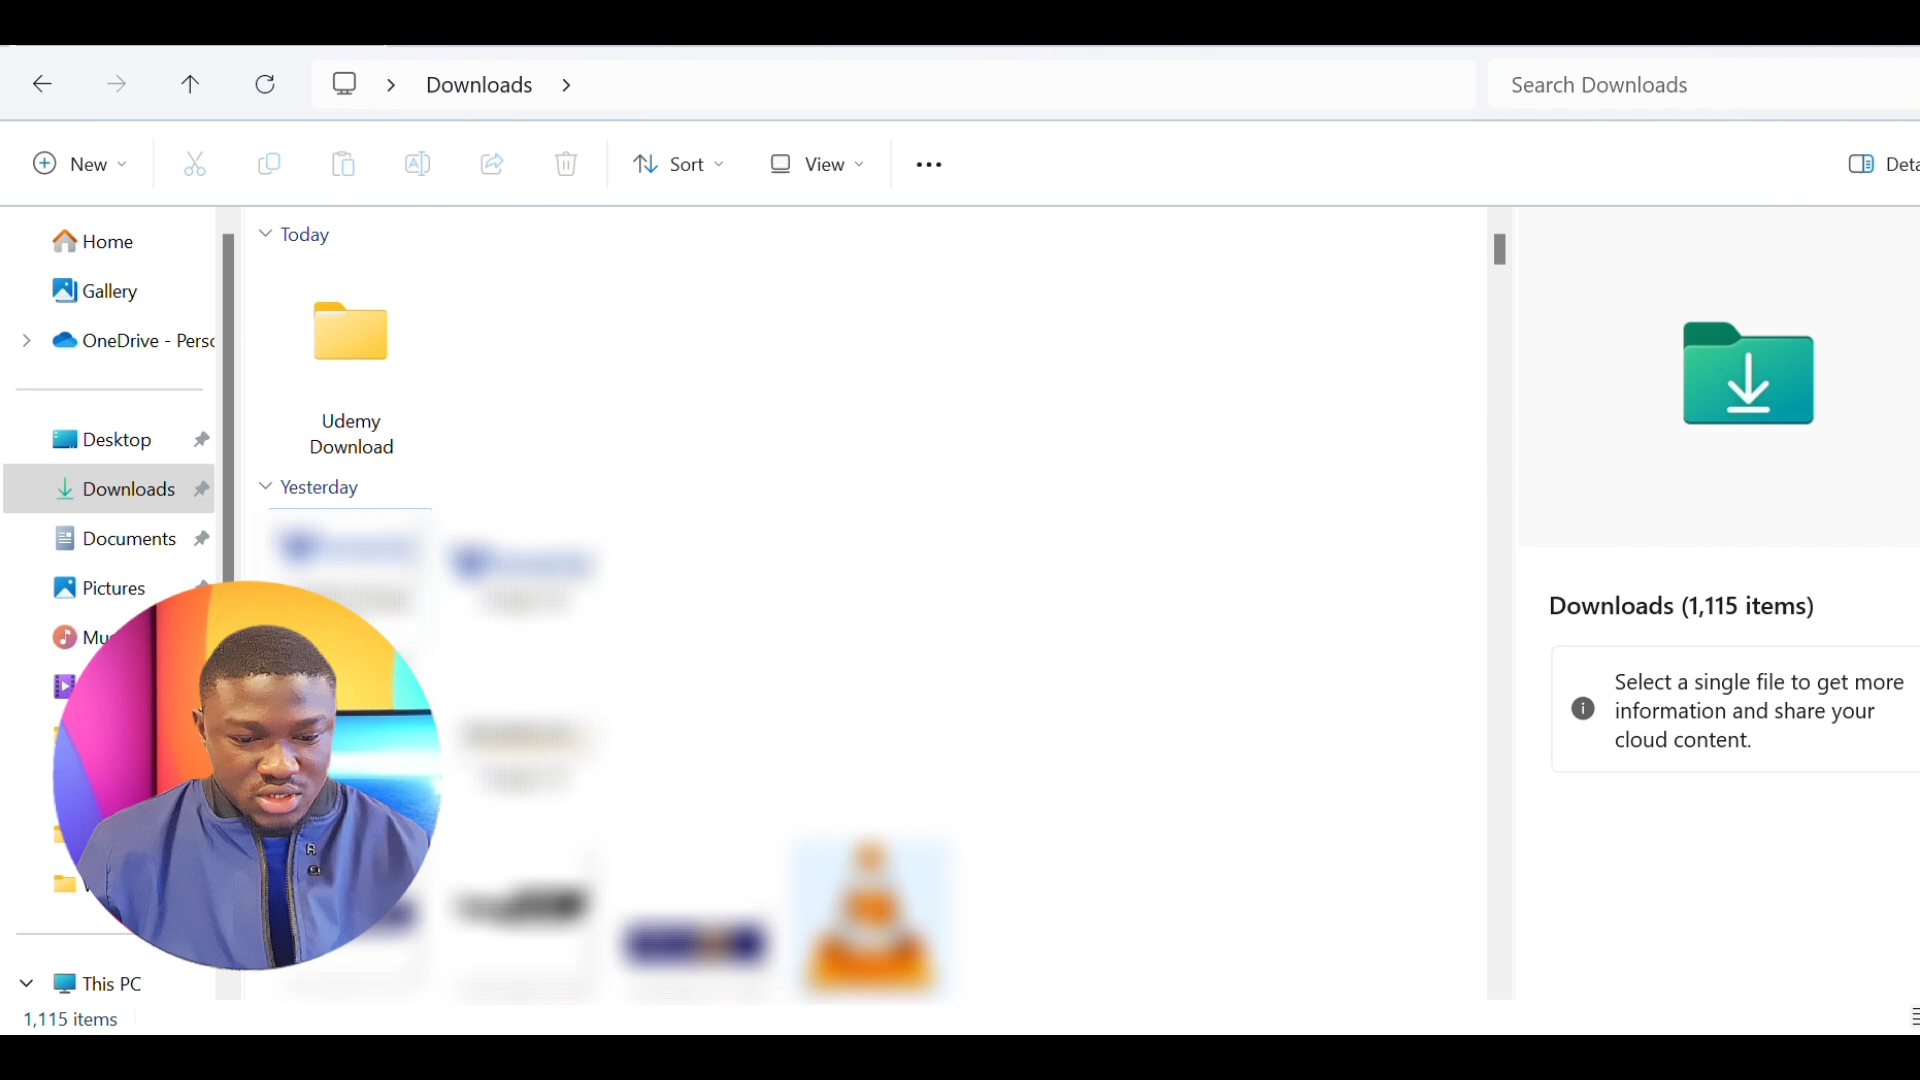 Downloads
Search Downloads
New
Sort
View
Deta
Home
Gallery
OneDrive - Perso
Desktop
Downloads
Documents
Pictures
Mu
This PC
1,115 items
Today
Udemy
Download
Yesterday
Downloads (1,115 items)
Select a single file to get more
information and share your
cloud content.